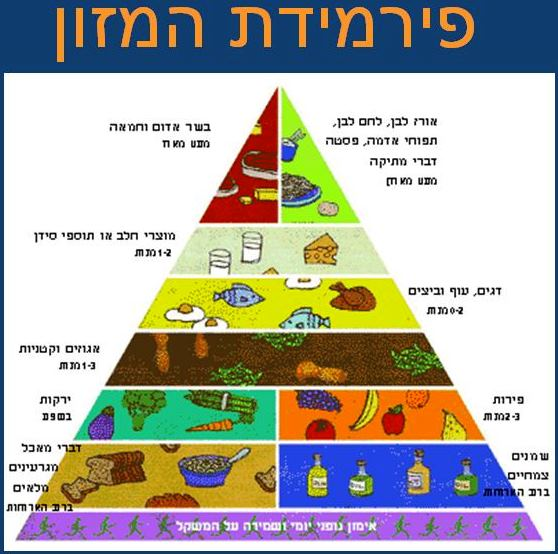 פירמידת המזון
אורז לבן, לחם לבן,
תפוחי אדמה, פסטה
דברי מתיקה
מעט מאוד
בשר אדום וחמאה
מעט מאוד
מוצרי חלב או תוספי סידן
1-2 מנות
דגים, עוף וביצים
0-2 מנות
אגוזים וקטניות
1-3 מנות
פירות
2-3 מנות
ירקות
בשפע
שמנים
צמחיים
ברוב הארוחות
דברי מאכל
מגרעינים
מלאים
ברוב הארוחות
אימון גופני יומי ושמירה על המשקל